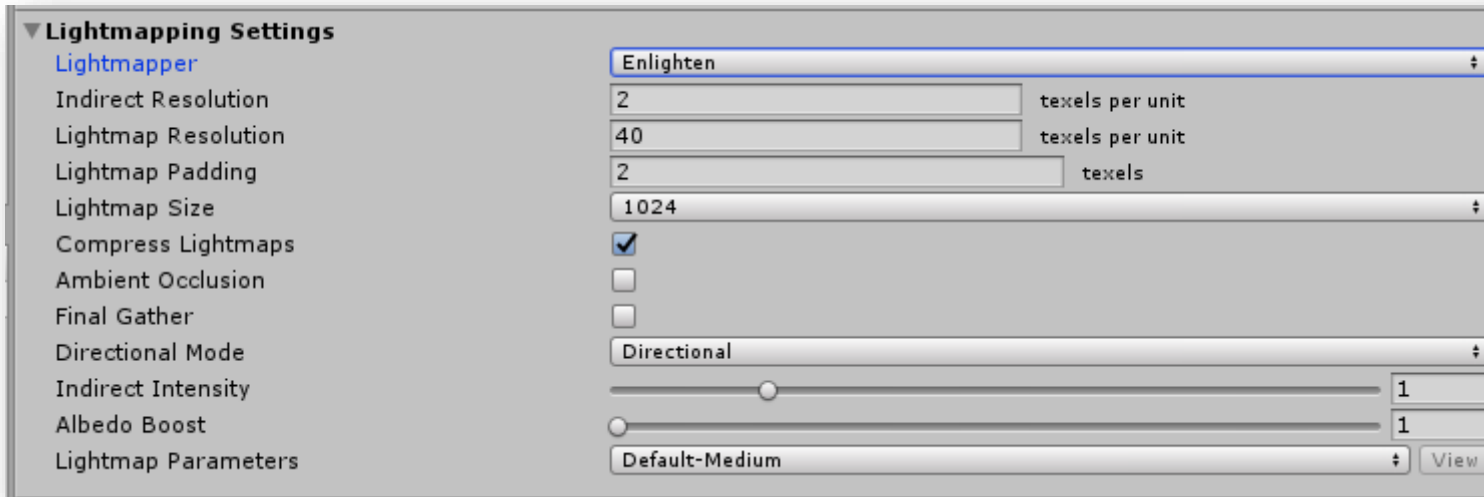 Lightmapping Settings
Lightmapper Enlighten
Indirect Resolution 2 texels per unit
Lightmap Resolution 40 texels per unit
Lightmap Padding 2 texels
Lightmap Size 1024
Compress Lightmaps
Ambient Occlusion
Final Gather
Directional Mode Directional
Indirect Intensity 1
Albedo Boost 1
Lightmap Parameters Default-Medium View